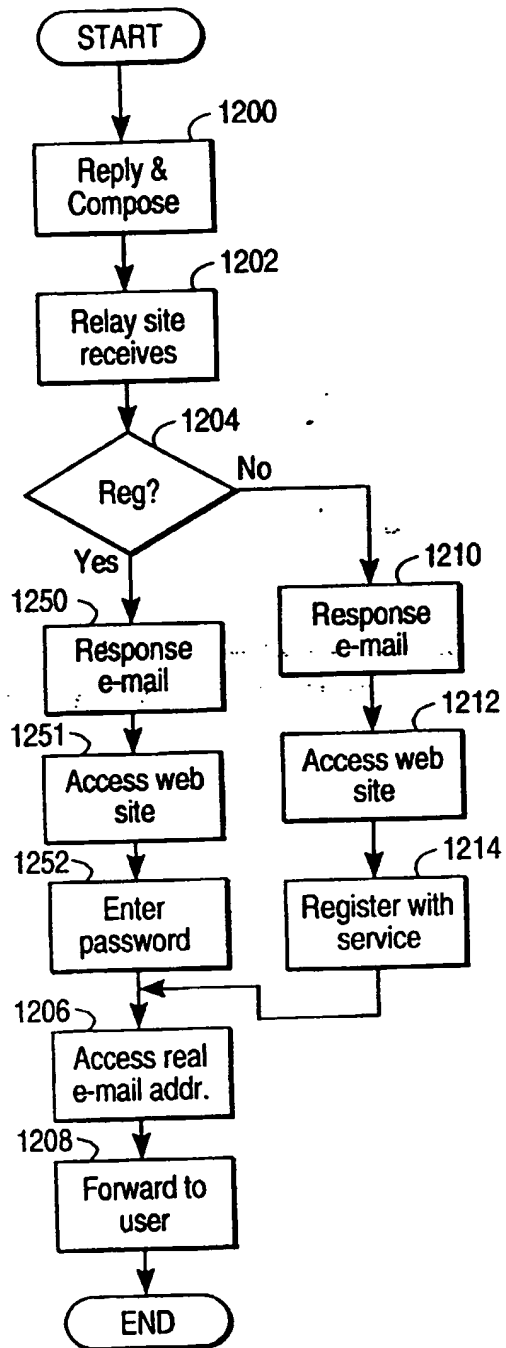 START
1200
Reply &
Compose
1202
Relay site
receives
1204
Reg?
No
Yes
1250
Response
e-mail
1210
Response
e-mail
1251
Access web
site
1212
Access web
site
1252
Enter
password
1214
Register with
service
1206
Access real
e-mail addr.
1208
Forward to
user
END